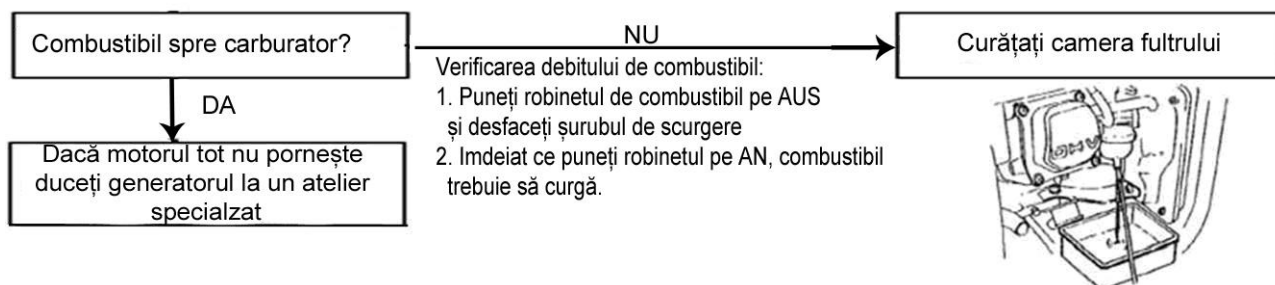 Combustibil spre carburator?
NU
Curățați camera fultrului
Verificarea debitului de combustibil:
1. Puneți robinetul de combustibil pe AUS
și desfaceți șurubul de scurgere
2. Imdeiat ce puneți robinetul pe AN, combustibil
trebuie să curgă.
DA
Dacă motorul tot nu pornește
duceți generatorul la un atelier
specialzat
OHV